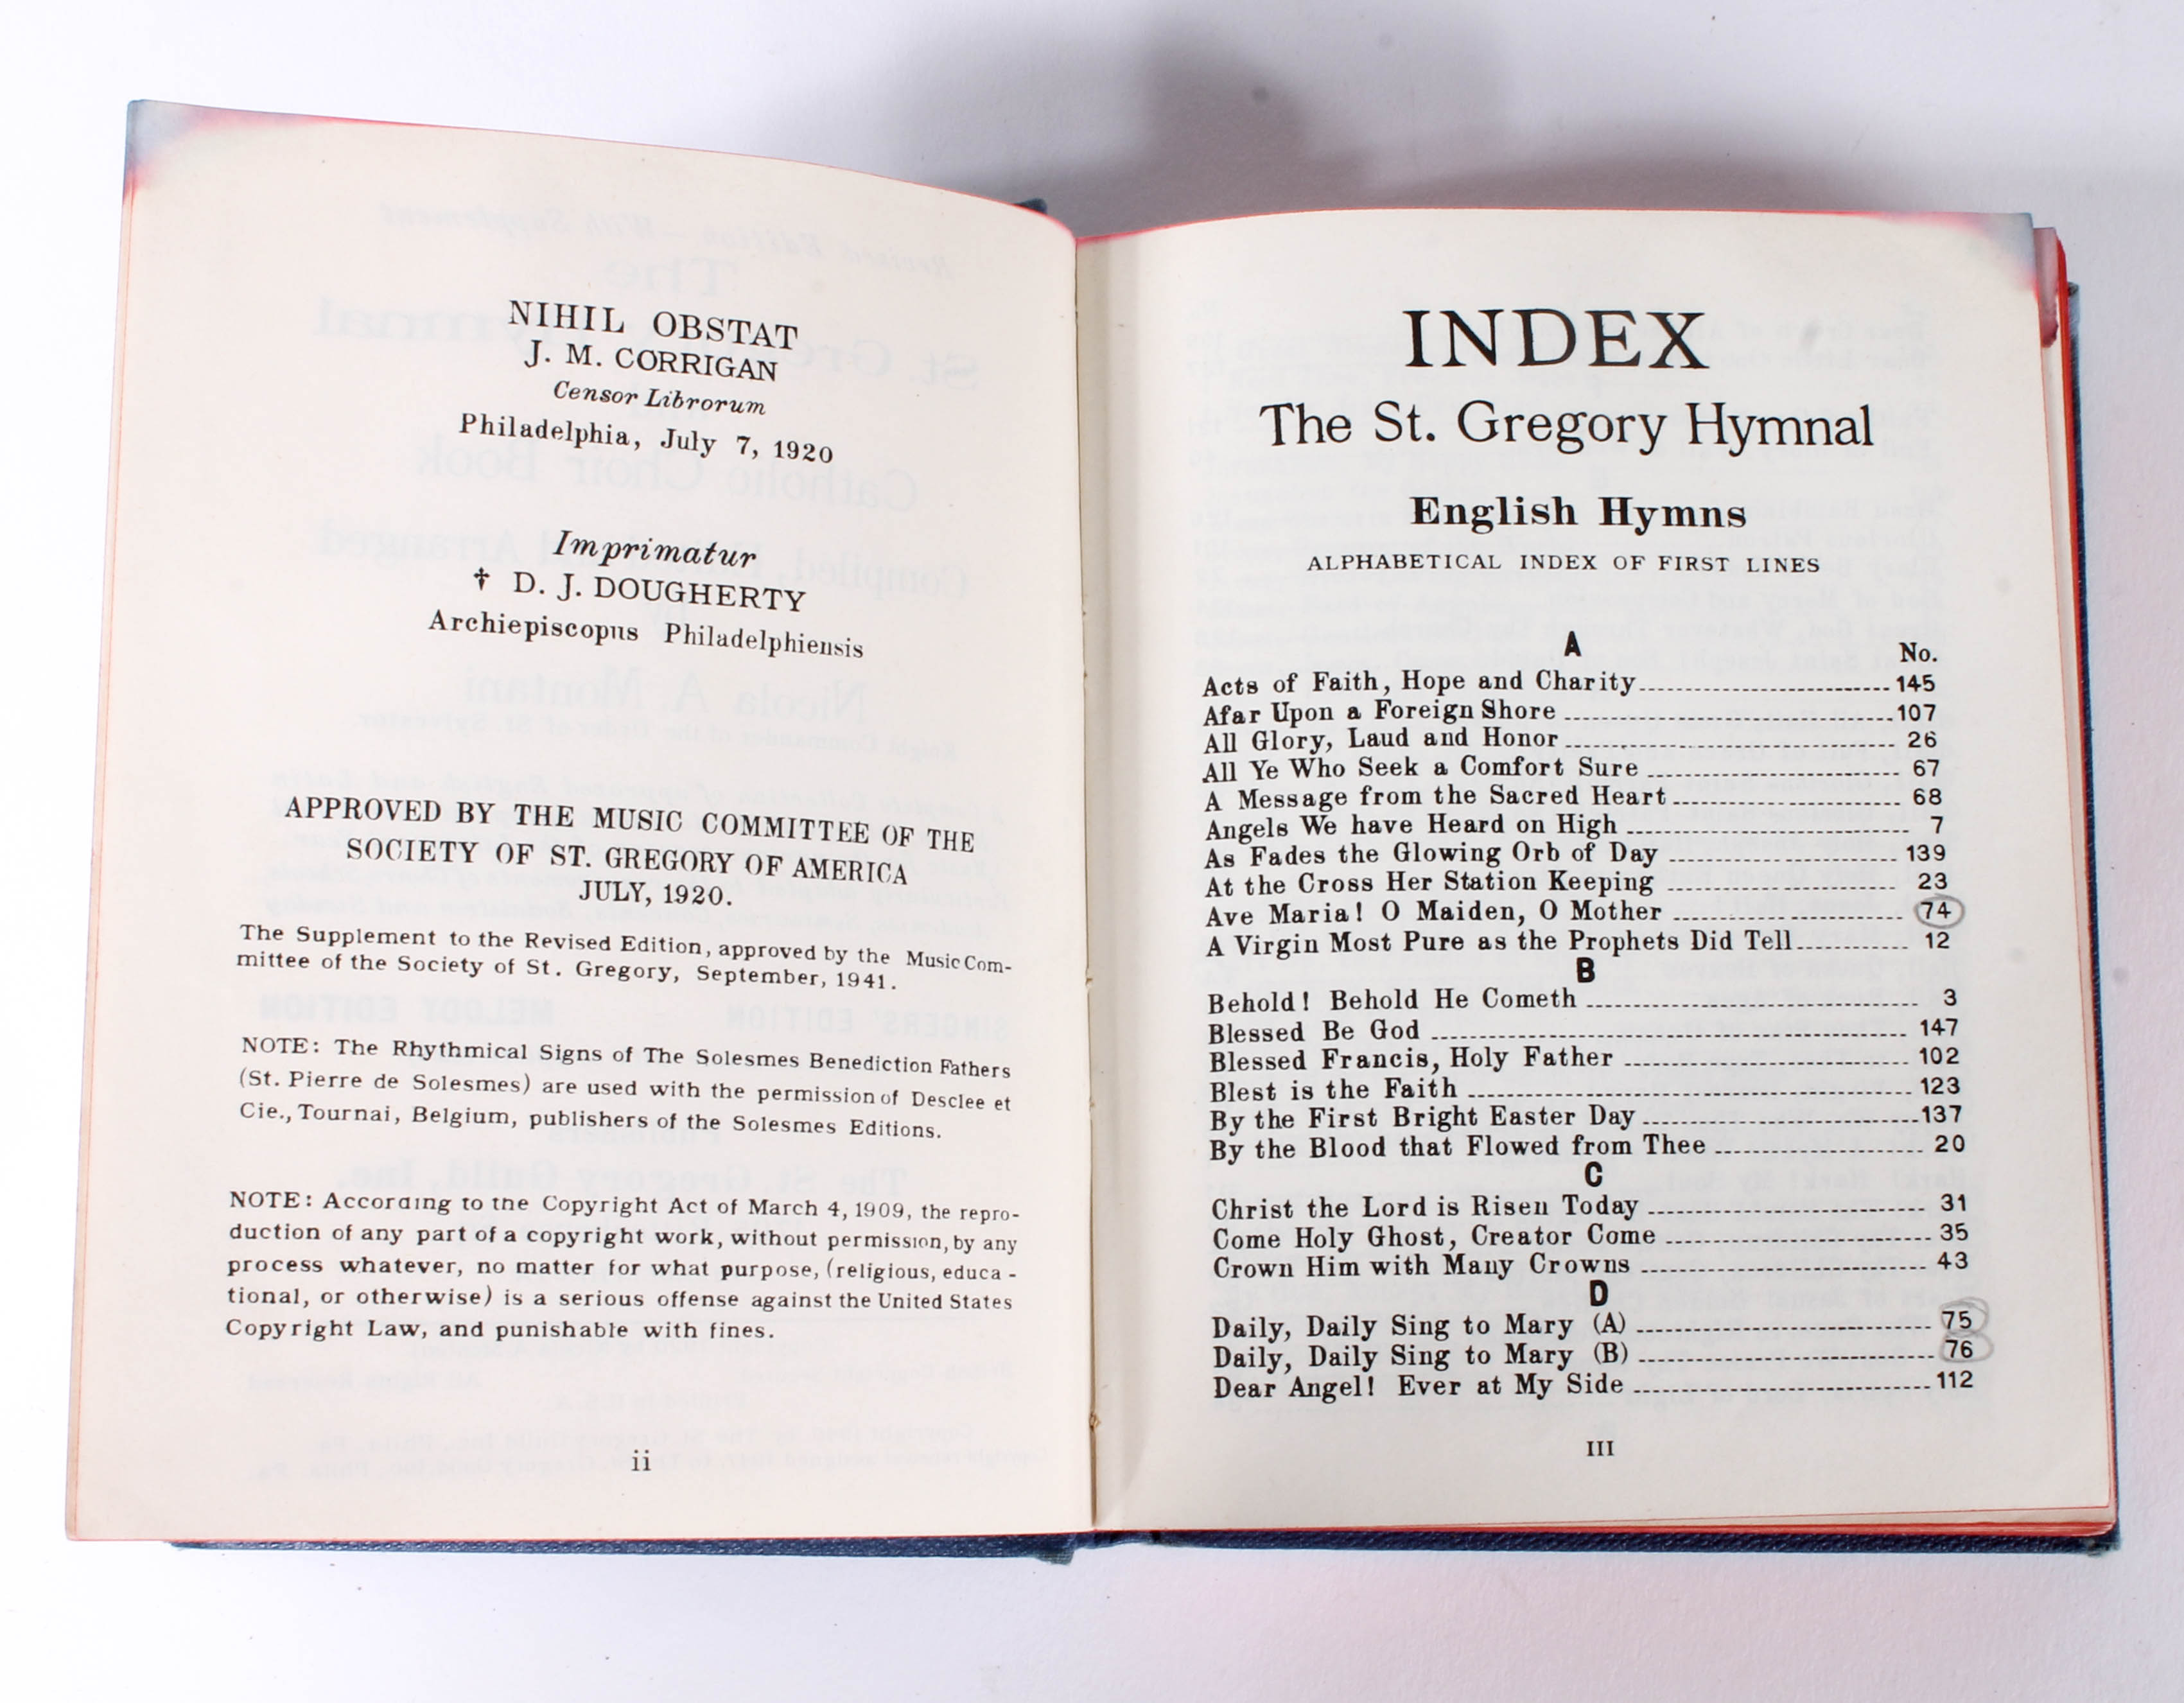 NIHIL OBSTAT
J. M. CORRIGAN
Censor Librorum
Philadelphia, July 7, 1920
Imprimatur
† D. J. DOUGHERTY
Archiepiscopus Philadelphiensis
APPROVED BY THE MUSIC COMMITTEE OF THE
SOCIETY OF ST. GREGORY OF AMERICA
JULY, 1920.
The Supplement to the Revised Edition, approved by the Music Com-
mittee of the Society of St. Gregory, September, 1941.
NOTE: The Rhythmical Signs of The Solesmes Benediction Fathers
(St. Pierre de Solesmes) are used with the permission of Desclee et
Cie., Tournai, Belgium, publishers of the Solesmes Editions.
NOTE: According to the Copyright Act of March 4, 1909, the repro-
duction of any part of a copyright work, without permission, by any
process whatever, no matter for what purpose, (religious, educa-
tional, or otherwise) is a serious offense against the United States
Copyright Law, and punishable with fines.
ii
INDEX
The St. Gregory Hymnal
English Hymns
ALPHABETICAL INDEX OF FIRST LINES
A
No.
Acts of Faith, Hope and Charity 145
Afar Upon a Foreign Shore 107
All Glory, Laud and Honor 26
All Ye Who Seek a Comfort Sure 67
A Message from the Sacred Heart 68
Angels We have Heard on High 7
As Fades the Glowing Orb of Day 139
At the Cross Her Station Keeping 23
Ave Maria! O Maiden, O Mother 74
A Virgin Most Pure as the Prophets Did Tell 12
B
Behold! Behold He Cometh 3
Blessed Be God 147
Blessed Francis, Holy Father 102
Blest is the Faith 123
By the First Bright Easter Day 137
By the Blood that Flowed from Thee 20
C
Christ the Lord is Risen Today 31
Come Holy Ghost, Creator Come 35
Crown Him with Many Crowns 43
D
Daily, Daily Sing to Mary (A) 75
Daily, Daily Sing to Mary (B) 76
Dear Angel! Ever at My Side 112
III